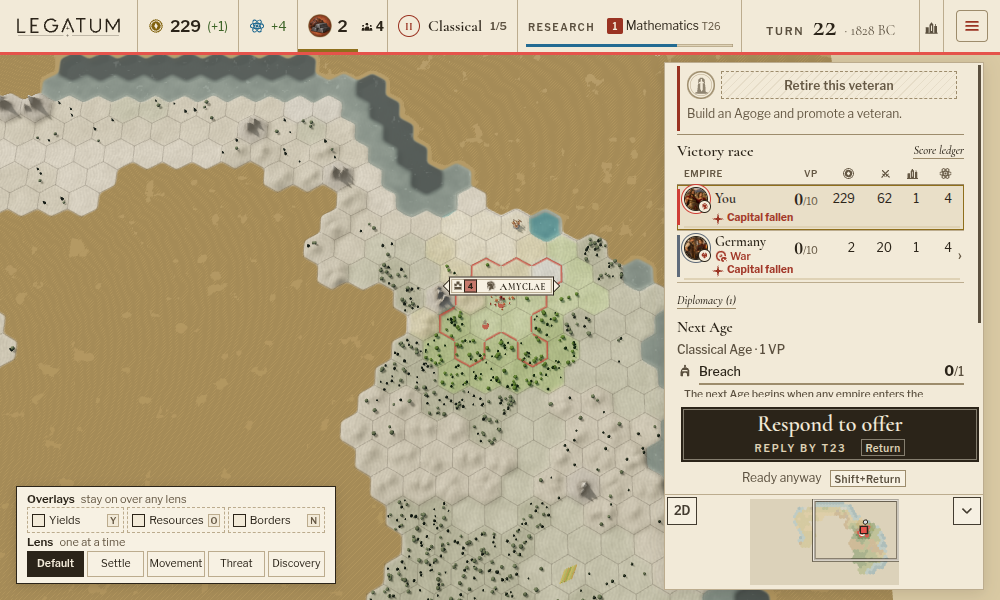 LEGATUM
229 (+1)
+4
2
4
II Classical 1/5
RESEARCH 1 Mathematics T26
TURN 22 · 1828 BC
Retire this veteran
Build an Agoge and promote a veteran.
Victory race Score ledger
EMPIRE VP
You 0/10 229 62 1 4
Capital fallen
Germany 0/10 2 20 1 4 ›
War
Capital fallen
Diplomacy (1)
Next Age
Classical Age · 1 VP
Breach 0/1
The next Age begins when any empire enters the
Respond to offer
REPLY BY T23 Return
Ready anyway Shift+Return
2D
4 AMYCLAE
Overlays stay on over any lens
Yields Y Resources O Borders N
Lens one at a time
Default Settle Movement Threat Discovery